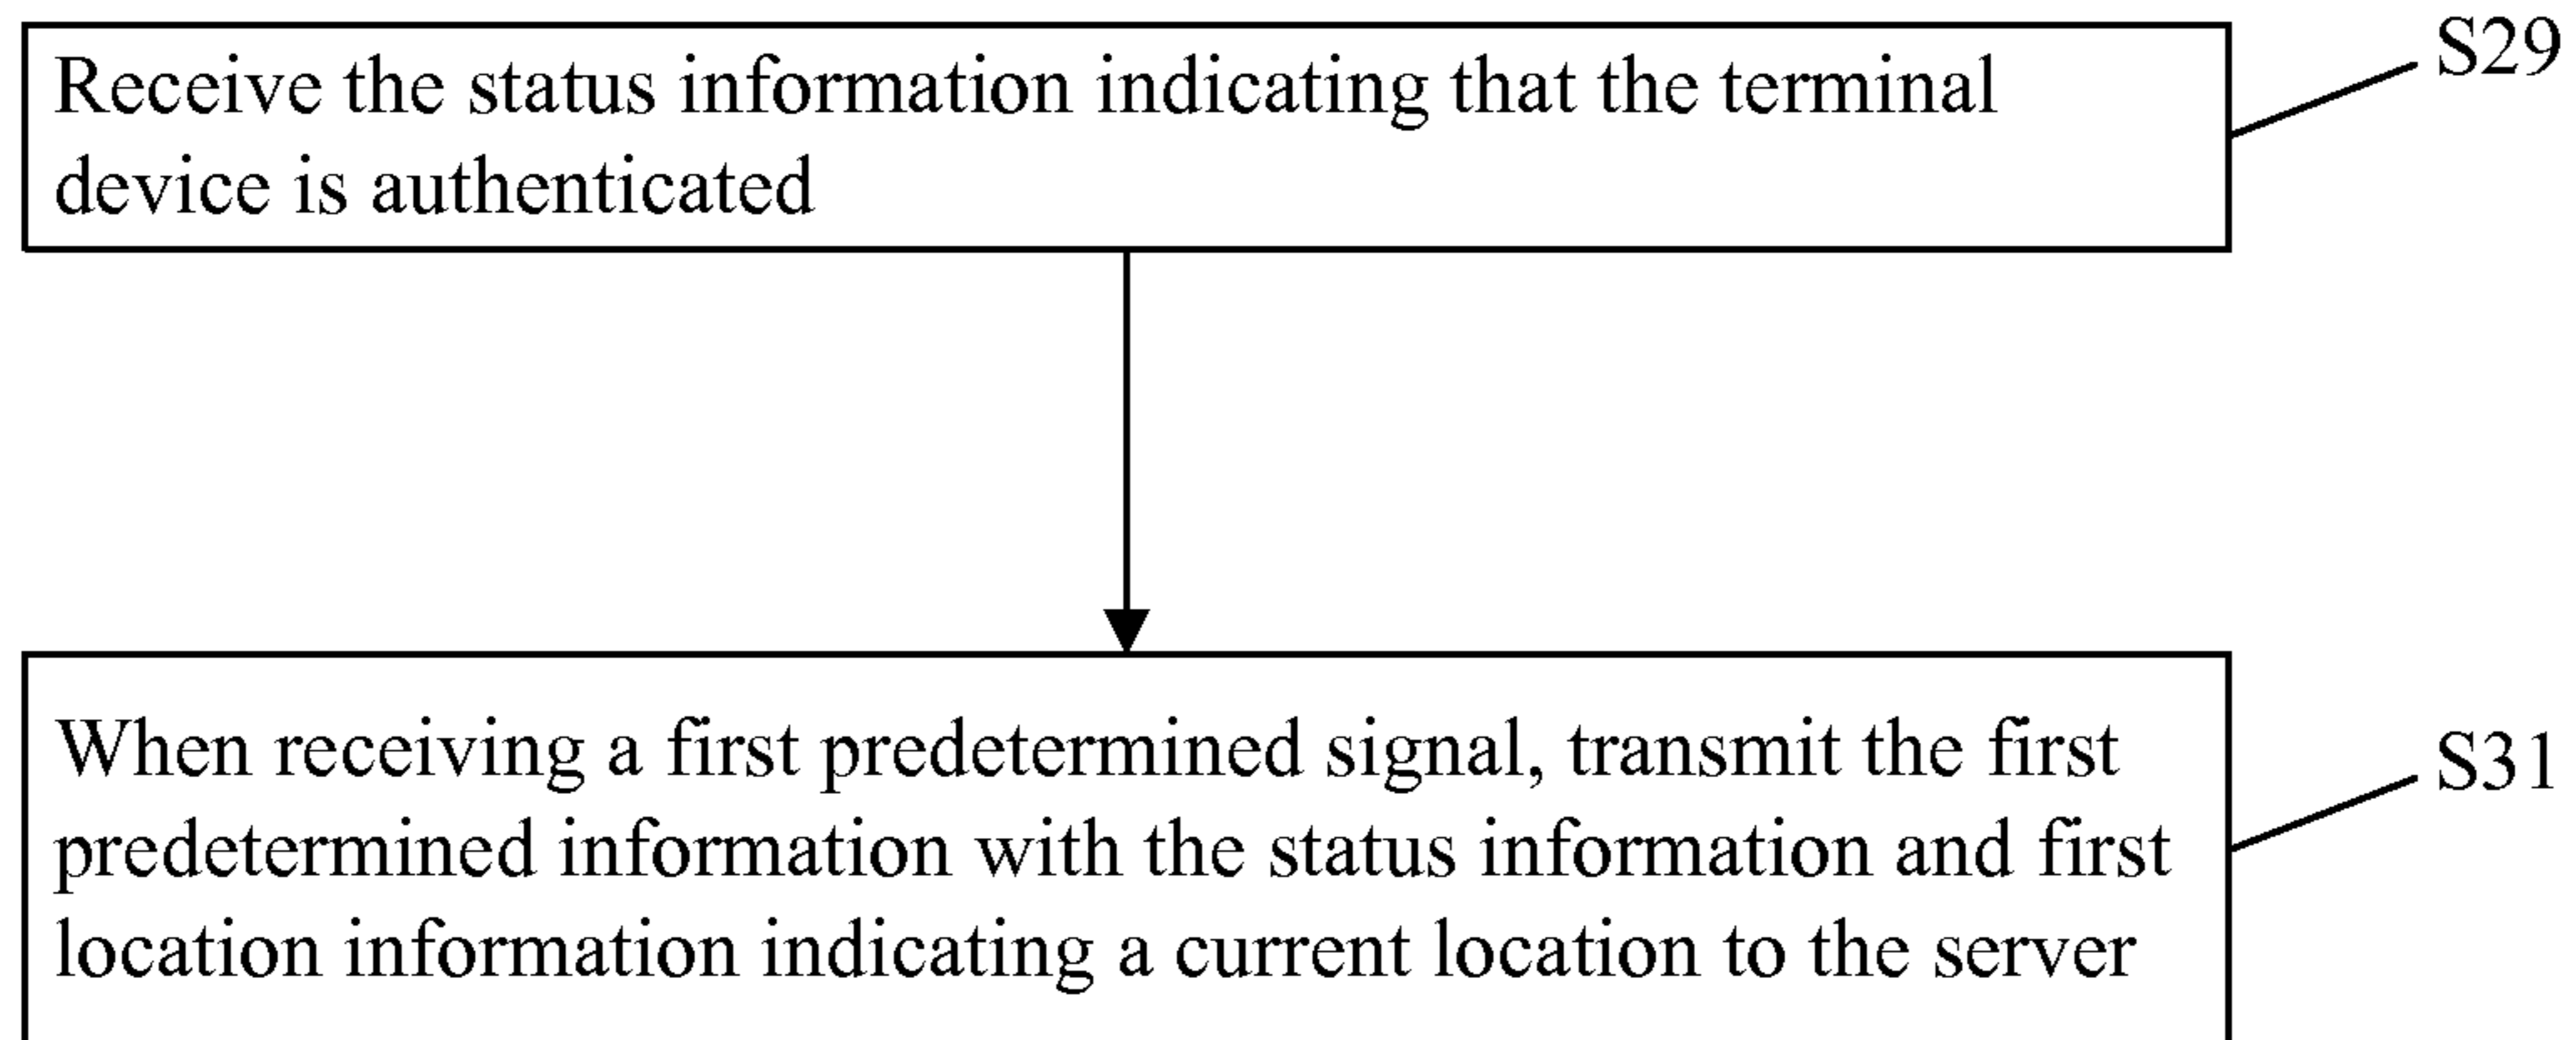 Receive the status information indicating that the terminal
device is authenticated
S29
When receiving a first predetermined signal, transmit the first
predetermined information with the status information and first
location information indicating a current location to the server
S31